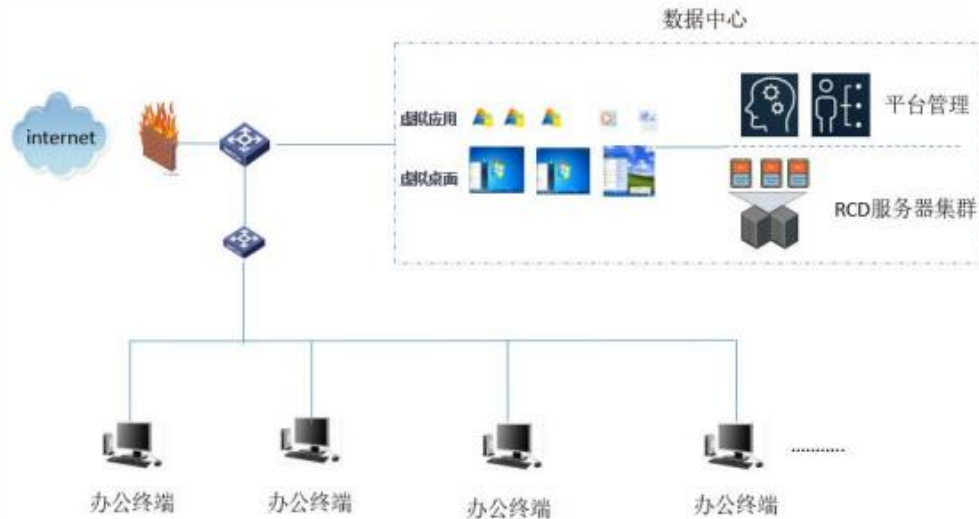 数据中心
internet
虚拟应用
平台管理
虚拟桌面
RCD服务器集群
办公终端
办公终端
办公终端
办公终端
...........